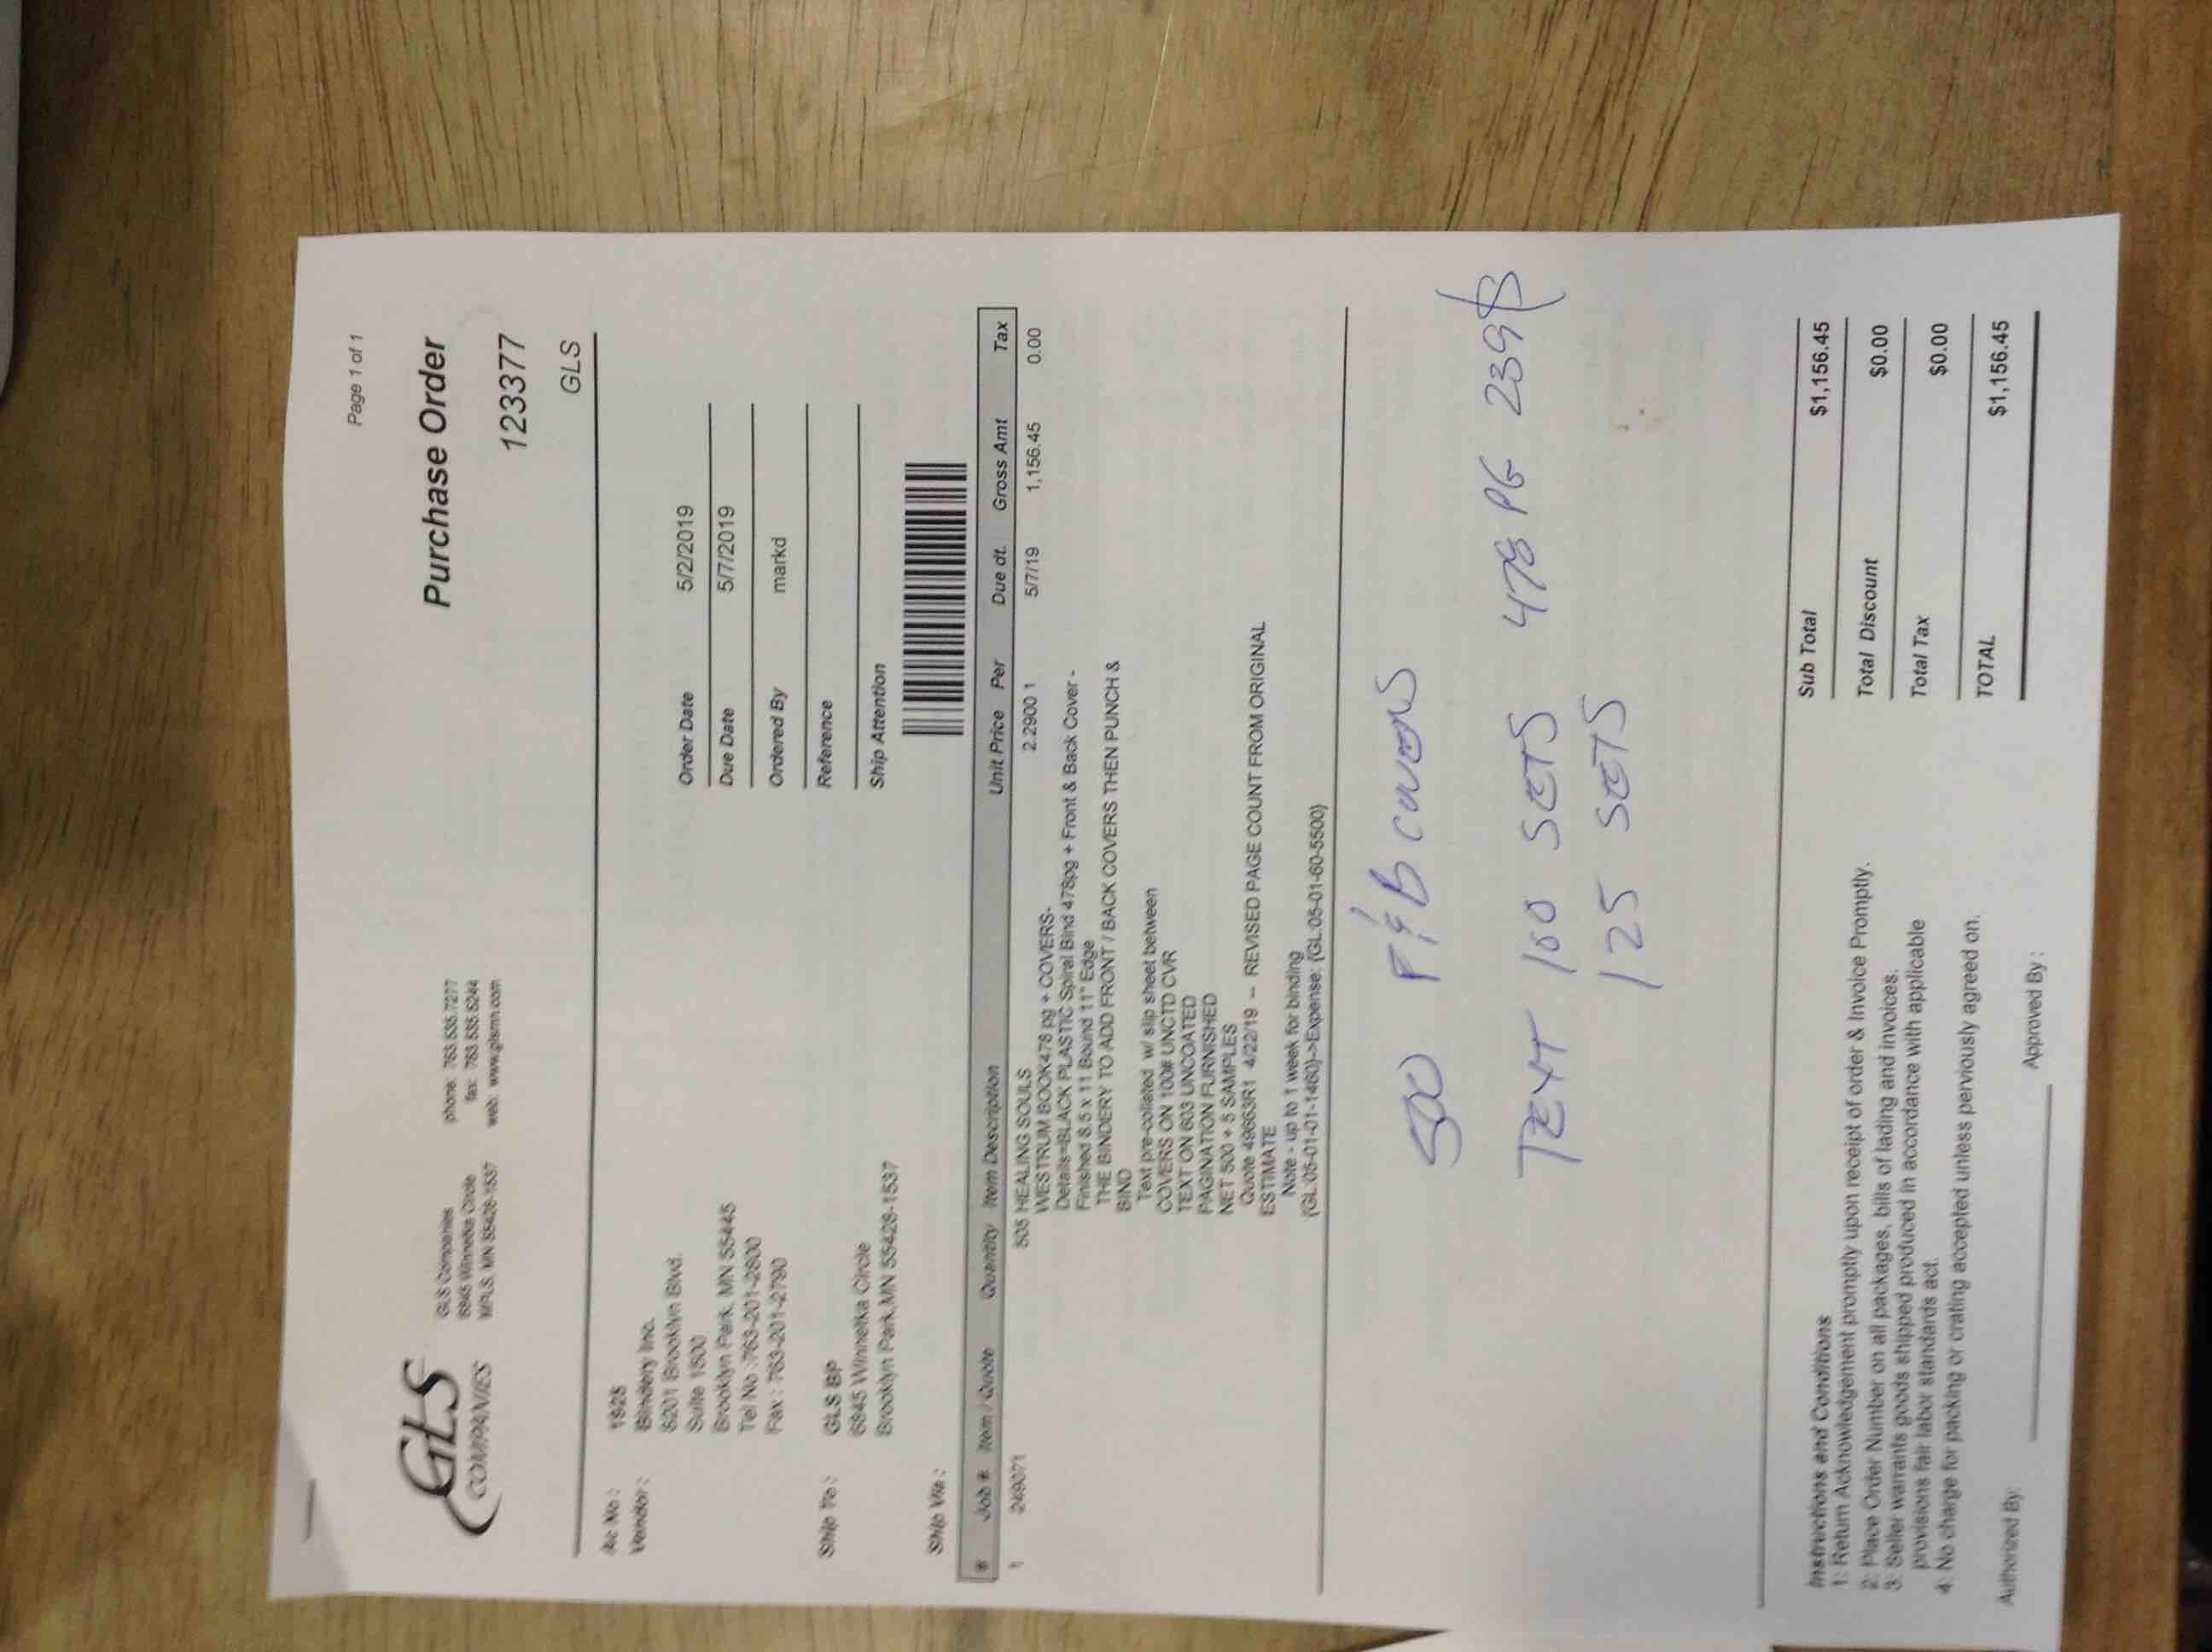 Page 1 of 1
GLS
COMPANIES
GLS Companies
6845 Winnetka Circle
MPLS, MN 55428-1537
phone: 763.535.7277
fax: 763.535.5244
web: www.glsmn.com
Purchase Order
123377
GLS
Ac No : 1928
Vendor : Bindery Inc.
8201 Brooklyn Blvd.
Suite 1500
Brooklyn Park, MN 55445
Tel No : 763-201-2800
Fax : 763-201-2790
Order Date 5/2/2019
Due Date 5/7/2019
Ordered By markd
Reference
Ship Attention
Ship To : GLS BP
6845 Winnetka Circle
Brooklyn Park, MN 55428-1537
Ship Via :
# Job # Item / Quote Quantity Item Description Unit Price Per Due dt. Gross Amt Tax
1 249071 505 HEALING SOULS 2.2900 1 5/7/19 1,156.45 0.00
WESTRUM BOOK478 pg + COVERS-
Details=BLACK PLASTIC Spiral Bind 478pg + Front & Back Cover -
Finished 8.5 x 11 Bound 11" Edge
THE BINDERY TO ADD FRONT / BACK COVERS THEN PUNCH &
BIND
Text pre-collated w/ slip sheet between
COVERS ON 100# UNCTD CVR
TEXT ON 603 UNCOATED
PAGINATION FURNISHED
NET 500 + 5 SAMPLES
Quote 49663R1 4/22/19 -- REVISED PAGE COUNT FROM ORIGINAL
ESTIMATE
Note - up to 1 week for binding
(GL:05-01-01-1460)->Expense: (GL:05-01-60-5500)
500 F & B COVERS
TEXT 100 SETS 478 PG 239
125 SETS
Instructions and Conditions
1: Return Acknowledgement promptly upon receipt of order & Invoice Promptly.
2: Place Order Number on all packages, bills of lading and invoices.
3: Seller warrants goods shipped produced in accordance with applicable
provisions fair labor standards act.
4: No charge for packing or crating accepted unless perviously agreed on.
Sub Total $1,156.45
Total Discount $0.00
Total Tax $0.00
TOTAL $1,156.45
Authorized By: Approved By :